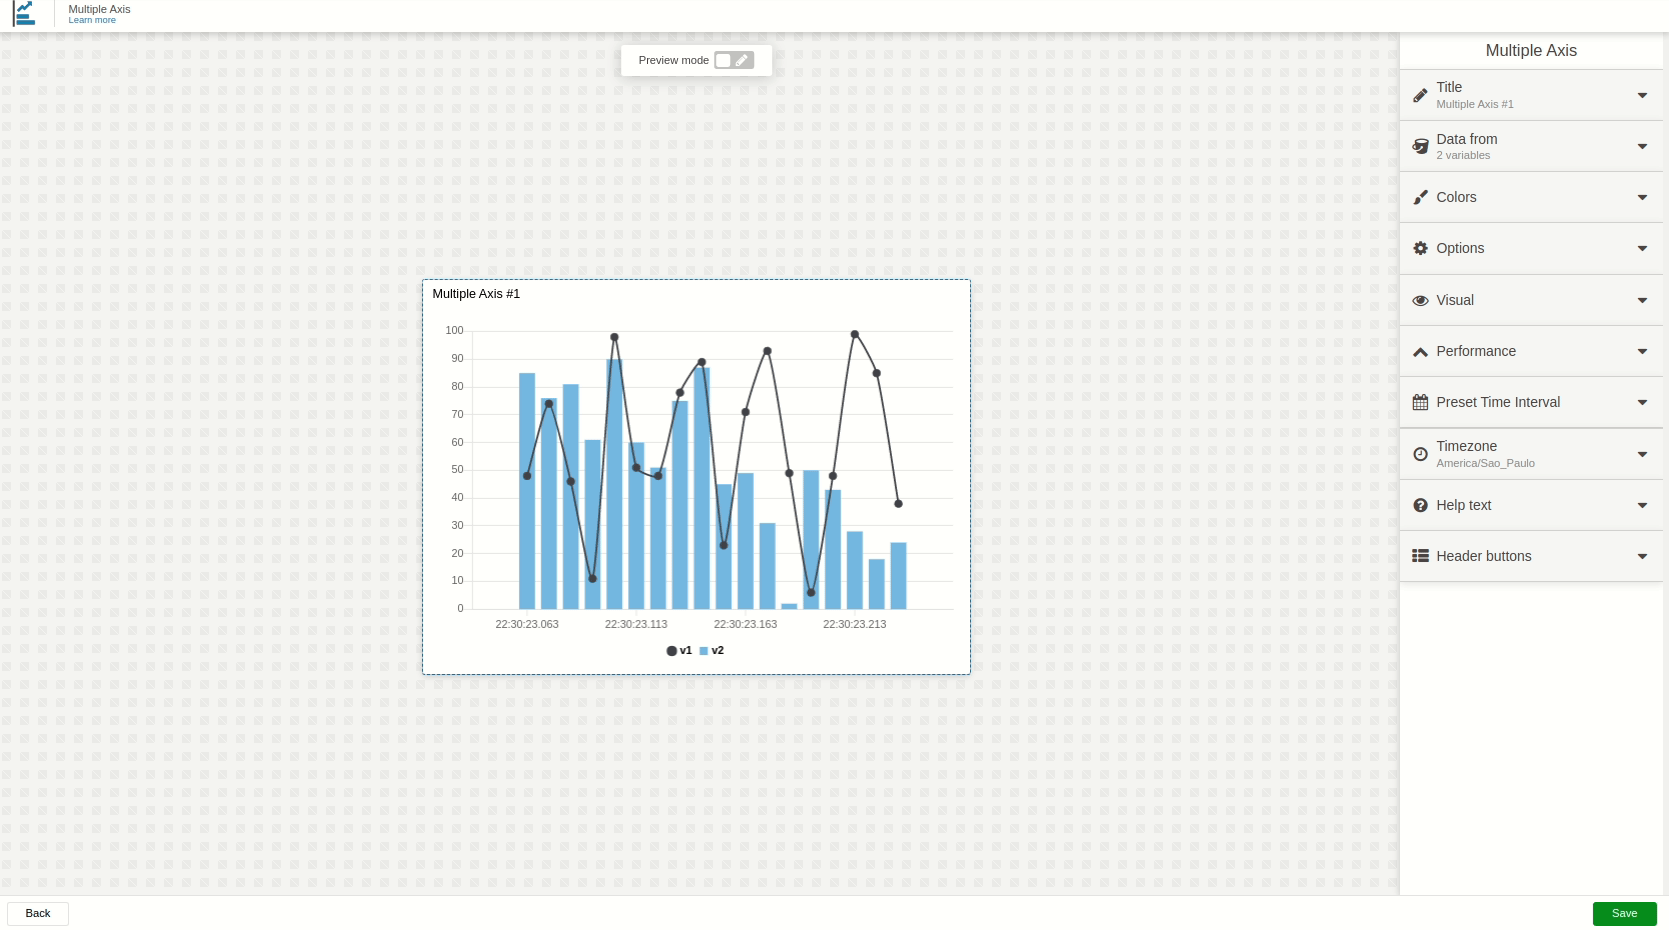 Multiple Axis
Learn more
Preview mode
Multiple Axis #1
100
90
80
70
60
50
40
30
20
10
0
22:30:23.063 22:30:23.113 22:30:23.163 22:30:23.213
v1 v2
Multiple Axis
Title
Multiple Axis #1
Data from
2 variables
Colors
Options
Visual
Performance
Preset Time Interval
Timezone
America/Sao_Paulo
Help text
Header buttons
Back
Save